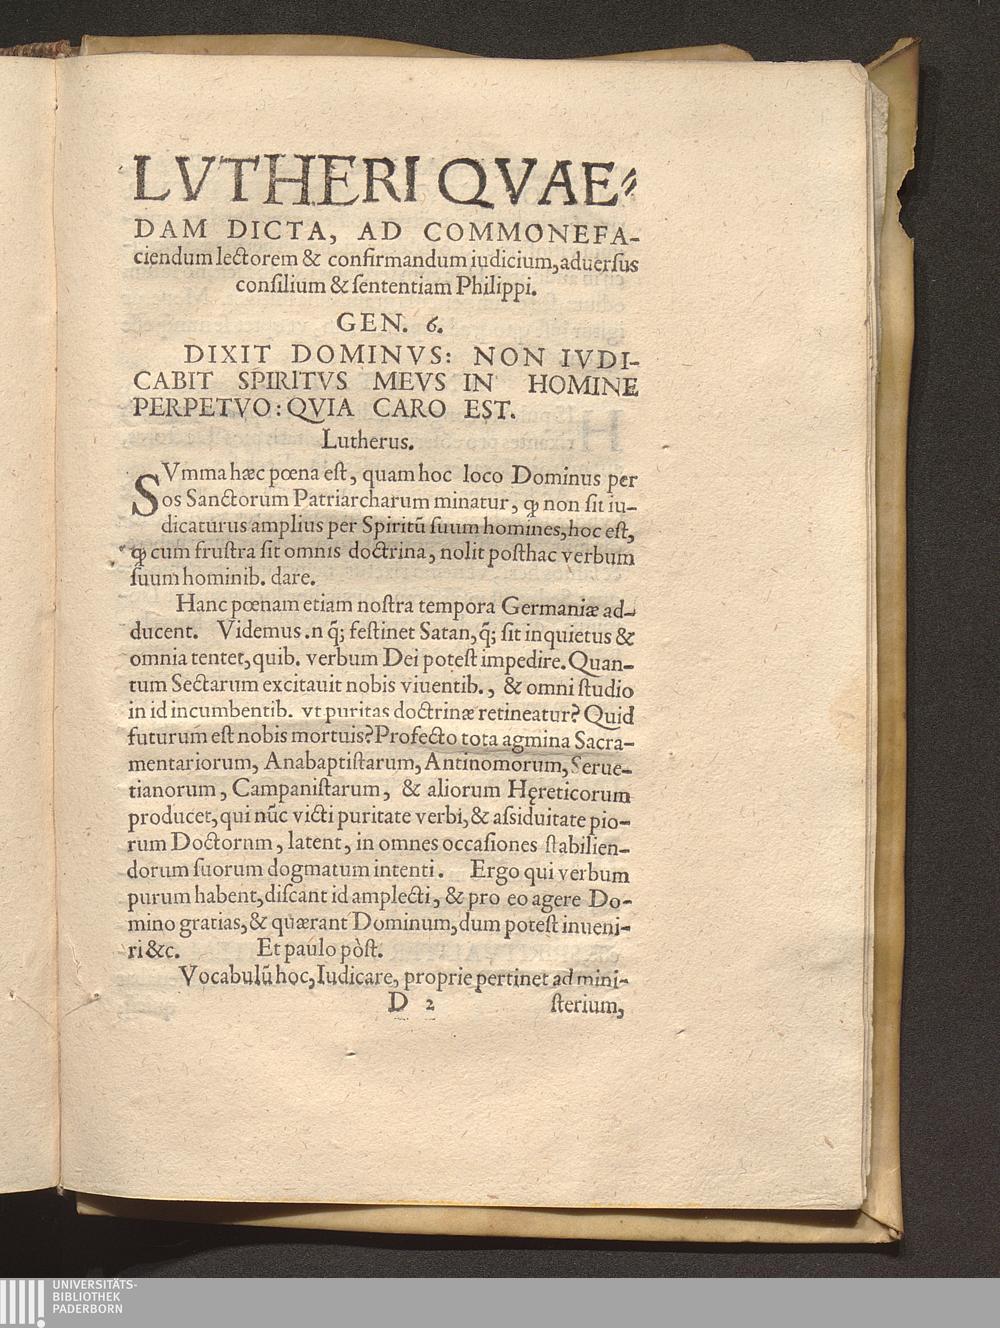 LVTHERI QVAE⸗
DAM DICTA, AD COMMONEFA-
ciendum lectorem & confirmandum iudicium, aduerſus
conſilium & ſententiam Philippi.
GEN. 6.
DIXIT DOMINVS: NON IVDI-
CABIT SPIRITVS MEVS IN HOMINE
PERPETVO: QVIA CARO EST.
Lutherus.
SVmma hæc pœna eſt, quam hoc loco Dominus per
os Sanctorum Patriarcharum minatur, ꝙ non ſit iu-
dicaturus amplius per Spiritū ſuum homines, hoc eſt,
ꝙ cum fruſtra ſit omnis doctrina, nolit poſthac verbum
ſuum hominib. dare.
Hanc pœnam etiam noſtra tempora Germaniæ ad-
ducent. Videmus .n q̄; feſtinet Satan, q̄; ſit inquietus &
omnia tentet, quib. verbum Dei poteſt impedire. Quan-
tum Sectarum excitauit nobis viuentib., & omni ſtudio
in id incumbentib. vt puritas doctrinæ retineatur? Quid
futurum eſt nobis mortuis? Profecto tota agmina Sacra-
mentariorum, Anabaptiſtarum, Antinomorum, Serue-
tianorum, Campaniſtarum, & aliorum Hęreticorum
producet, qui nūc victi puritate verbi, & aſsiduitate pio-
rum Doctorum, latent, in omnes occaſiones ſtabilien-
dorum ſuorum dogmatum intenti. Ergo qui verbum
purum habent, diſcant id amplecti, & pro eo agere Do-
mino gratias, & quærant Dominum, dum poteſt inueni-
ri &c. Et paulo pòſt.
Vocabulū hoc, Iudicare, proprie pertinet ad mini-
D 2 ſterium,
UNIVERSITÄTS-
BIBLIOTHEK
PADERBORN